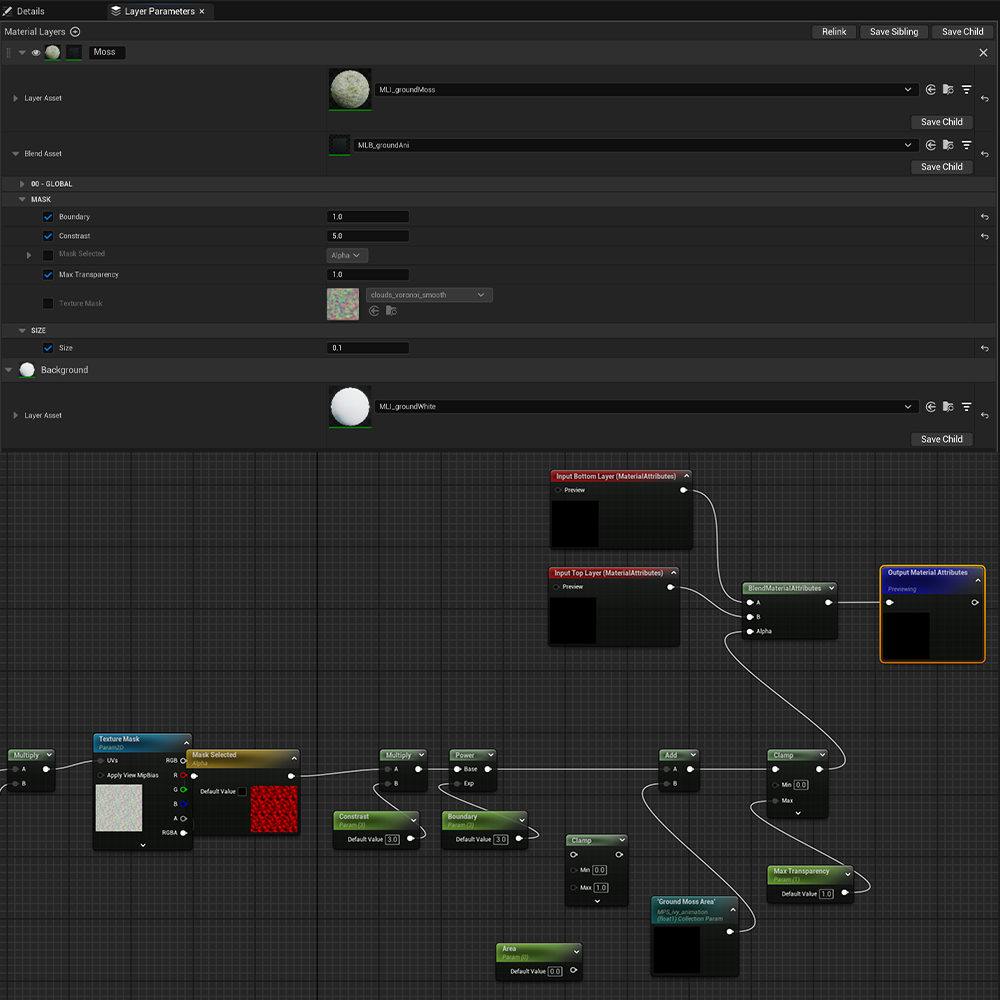 Details
Layer Parameters
Material Layers
Relink
Save Sibling
Save Child
Moss
Layer Asset
MLI_groundMoss
Save Child
Blend Asset
MLB_groundAni
Save Child
00 - GLOBAL
MASK
Boundary
1.0
Constrast
5.0
Mask Selected
Alpha
Max Transparency
1.0
Texture Mask
clouds_voronoi_smooth
SIZE
Size
0.1
Background
Layer Asset
MLI_groundWhite
Save Child
Input Bottom Layer (MaterialAttributes)
Preview
Input Top Layer (MaterialAttributes)
Preview
BlendMaterialAttributes
A
B
Alpha
Output Material Attributes
Previewing
Multiply
A
B
Texture Mask
Param2D
UVs
RGB
Apply View MipBias
R
G
B
A
RGBA
Mask Selected
Alpha
Default Value
Multiply
A
B
Power
Base
Exp
Constrast
Param (3)
Default Value 3.0
Boundary
Param (3)
Default Value 3.0
Clamp
Min 0.0
Max 1.0
Area
Param (0)
Default Value 0.0
Add
A
B
'Ground Moss Area'
MPS_ivy_animation
(float1) Collection Param
Clamp
Min 0.0
Max
Max Transparency
Param (1)
Default Value 1.0